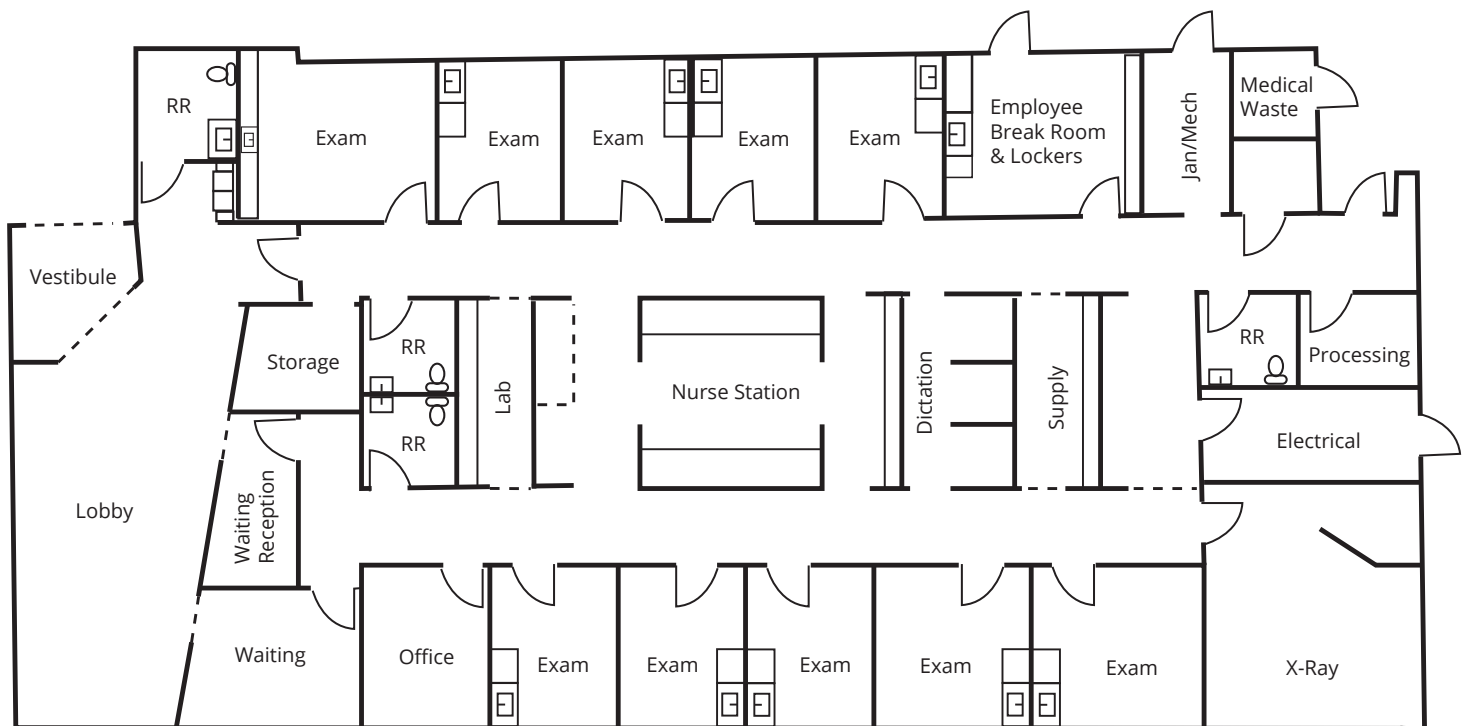 RR
Exam
Exam
Exam
Exam
Exam
Employee
Break Room
& Lockers
Jan/Mech
Medical
Waste
Vestibule
Storage
RR
RR
Lab
Nurse Station
Dictation
Supply
RR
Processing
Electrical
Lobby
Waiting
Reception
Waiting
Office
Exam
Exam
Exam
Exam
Exam
X-Ray